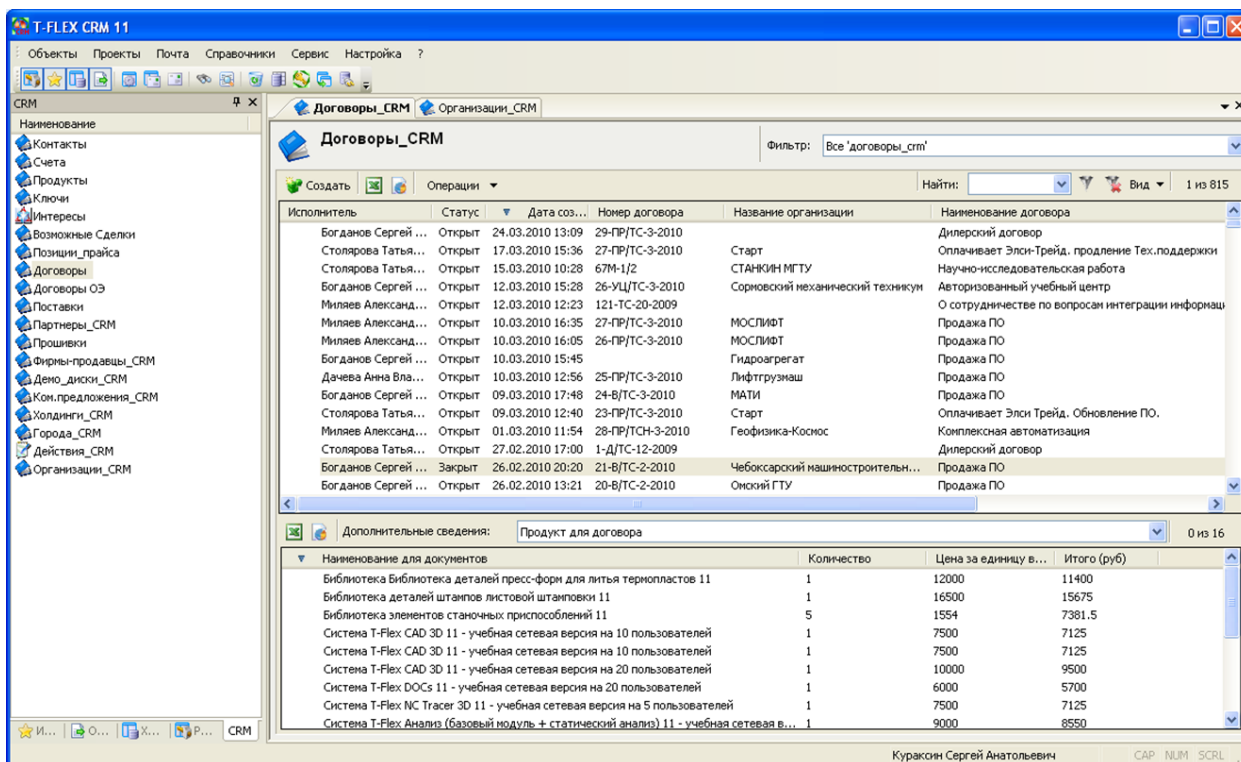 T-FLEX CRM 11
Объекты Проекты Почта Справочники Сервис Настройка ?
CRM
Наименование
Контакты
Счета
Продукты
Ключи
Интересы
Возможные Сделки
Позиции_прайса
Договоры
Договоры ОЭ
Поставки
Партнеры_CRM
Прошивки
Фирмы-продавцы_CRM
Демо_диски_CRM
Ком.предложения_CRM
Холдинги_CRM
Города_CRM
Действия_CRM
Организации_CRM
И... О... Х... Р... CRM
Договоры_CRM Организации_CRM
Договоры_CRM Фильтр: Все 'договоры_crm'
Создать Операции Найти: Вид 1 из 815
Исполнитель Статус Дата соз... Номер договора Название организации Наименование договора
Богданов Сергей ... Открыт 24.03.2010 13:09 29-ПР/ТС-3-2010 Дилерский договор
Столярова Татья... Открыт 17.03.2010 15:36 27-ПР/ТС-3-2010 Старт Оплачивает Элси-Трейд. продление Тех.поддержки
Столярова Татья... Открыт 15.03.2010 10:28 67М-1/2 СТАНКИН МГТУ Научно-исследовательская работа
Богданов Сергей ... Открыт 12.03.2010 15:28 26-УЦ/ТС-3-2010 Сормовский механический техникум Авторизованный учебный центр
Миляев Александ... Открыт 12.03.2010 12:23 121-ТС-20-2009 О сотрудничестве по вопросам интеграции информац
Миляев Александ... Открыт 10.03.2010 16:35 27-ПР/ТС-3-2010 МОСЛИФТ Продажа ПО
Миляев Александ... Открыт 10.03.2010 16:05 26-ПР/ТС-3-2010 МОСЛИФТ Продажа ПО
Богданов Сергей ... Открыт 10.03.2010 15:45 Гидроагрегат Продажа ПО
Дачева Анна Вла... Открыт 10.03.2010 12:56 25-ПР/ТС-3-2010 Лифтгрузмаш Продажа ПО
Богданов Сергей ... Открыт 09.03.2010 17:48 24-В/ТС-3-2010 МАТИ Продажа ПО
Столярова Татья... Открыт 09.03.2010 12:40 23-ПР/ТС-3-2010 Старт Оплачивает Элси Трейд. Обновление ПО.
Миляев Александ... Открыт 01.03.2010 11:54 28-ПР/ТСН-3-2010 Геофизика-Космос Комплексная автоматизация
Столярова Татья... Открыт 27.02.2010 17:00 1-Д/ТС-12-2009 Дилерский договор
Богданов Сергей ... Закрыт 26.02.2010 20:20 21-В/ТС-2-2010 Чебоксарский машиностроительн... Продажа ПО
Богданов Сергей ... Открыт 26.02.2010 13:21 20-В/ТС-2-2010 Омский ГТУ Продажа ПО
Дополнительные сведения: Продукт для договора 0 из 16
Наименование для документов Количество Цена за единицу в... Итого (руб)
Библиотека Библиотека деталей пресс-форм для литья термопластов 11 1 12000 11400
Библиотека деталей штампов листовой штамповки 11 1 16500 15675
Библиотека элементов станочных приспособлений 11 5 1554 7381.5
Система T-Flex CAD 3D 11 - учебная сетевая версия на 10 пользователей 1 7500 7125
Система T-Flex CAD 3D 11 - учебная сетевая версия на 10 пользователей 1 7500 7125
Система T-Flex CAD 3D 11 - учебная сетевая версия на 20 пользователей 1 10000 9500
Система T-Flex DOCs 11 - учебная сетевая версия на 20 пользователей 1 6000 5700
Система T-Flex NC Tracer 3D 11 - учебная сетевая версия на 5 пользователей 1 7500 7125
Система T-Flex Анализ (базовый модуль + статический анализ) 11 - учебная сетевая в... 1 9000 8550
Кураксин Сергей Анатольевич CAP NUM SCRL